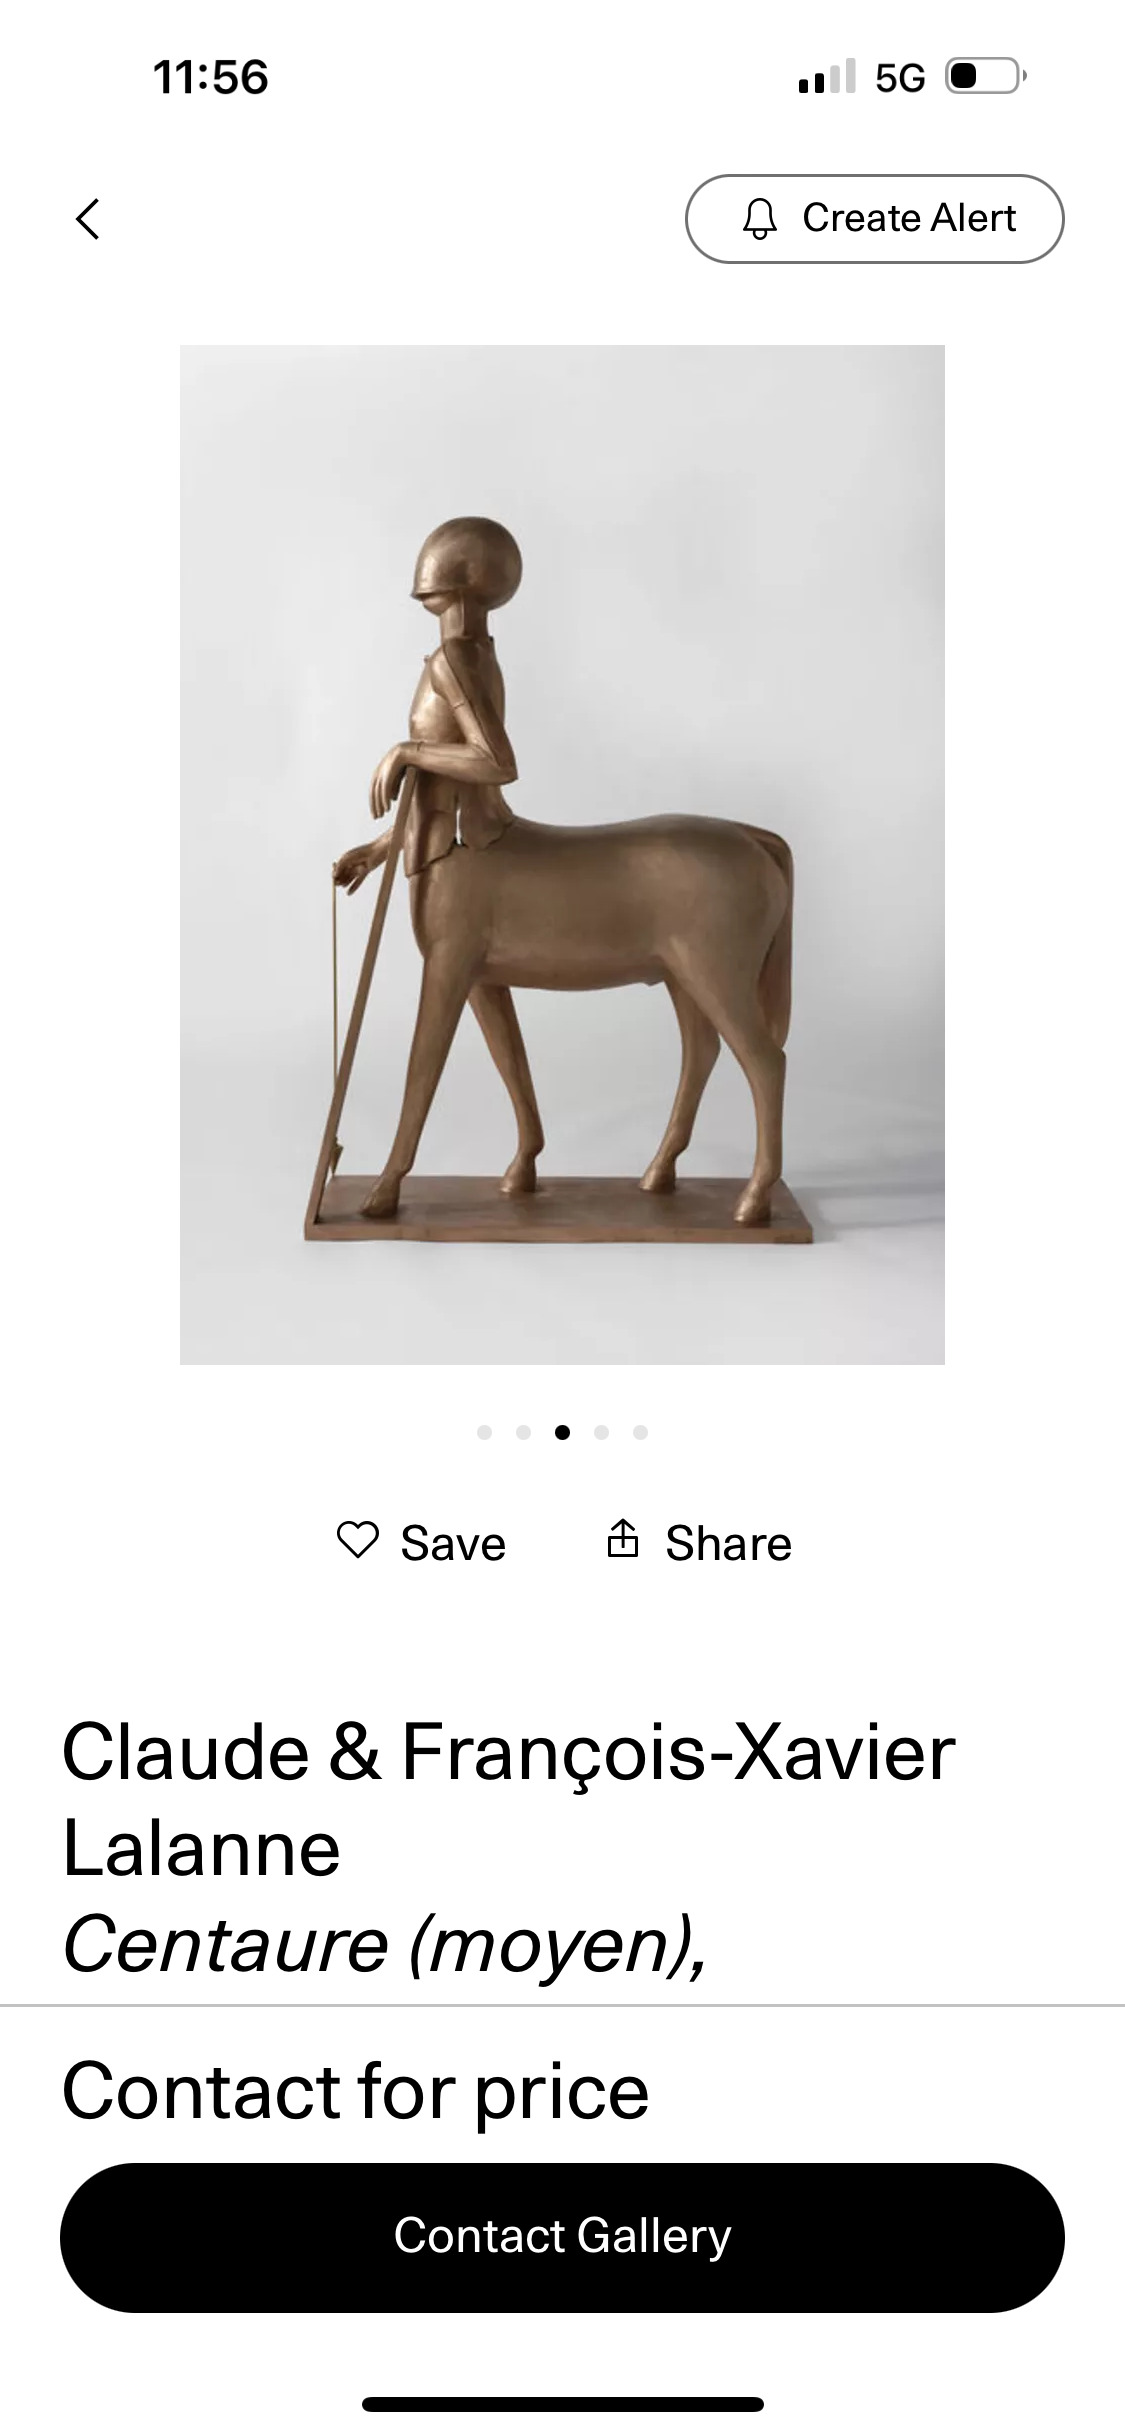 11:56
5G
Create Alert
Save
Share
Claude & François-Xavier
Lalanne
Centaure (moyen),
Contact for price
Contact Gallery